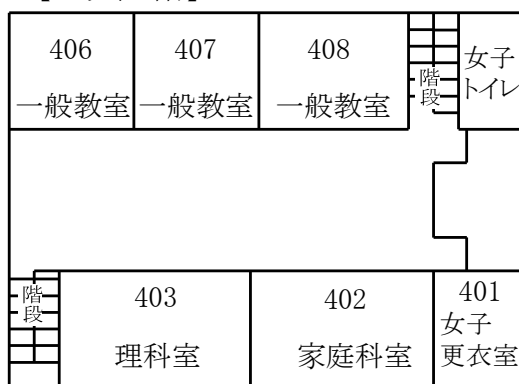 406
一般教室
407
一般教室
408
一般教室
階段
女子
トイレ
階段
403
理科室
402
家庭科室
401
女子
更衣室